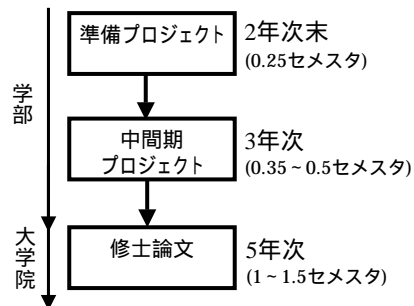 準備プロジェクト
2年次末
(0.25セメスタ)
学部
中間期
プロジェクト
3年次
(0.35~0.5セメスタ)
大学院
修士論文
5年次
(1~1.5セメスタ)